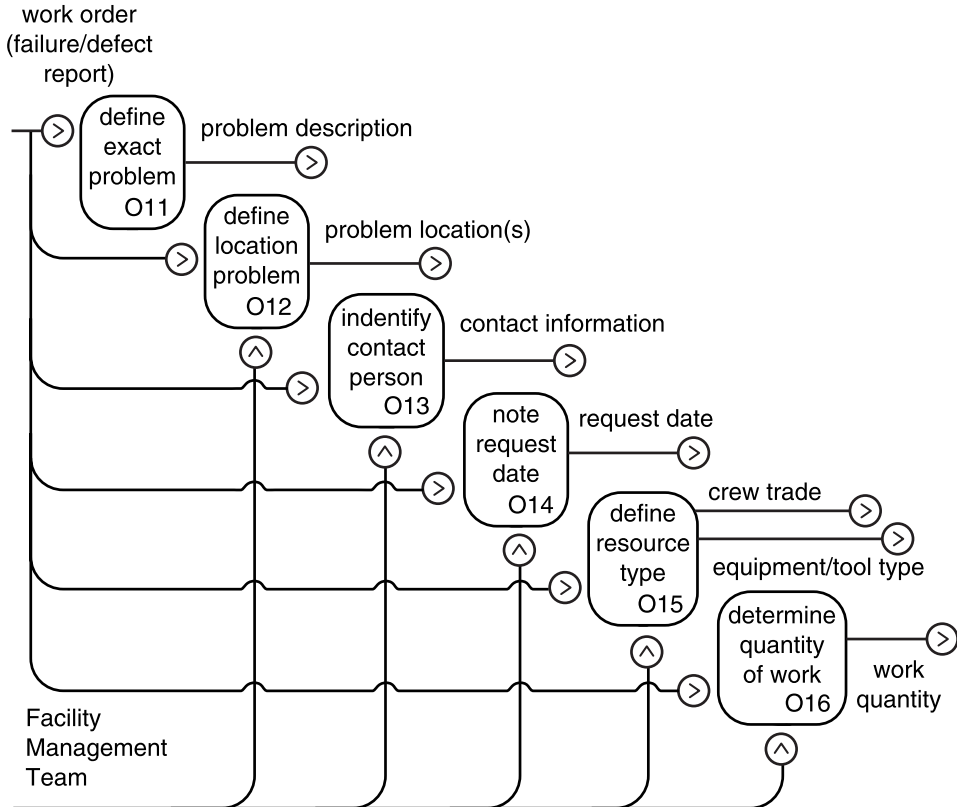 work order
(failure/defect
report)
define
exact
problem
O11
problem description
define
location
problem
O12
problem location(s)
indentify
contact
person
O13
contact information
note
request
date
O14
request date
define
resource
type
O15
crew trade
equipment/tool type
determine
quantity
of work
O16
work
quantity
Facility
Management
Team